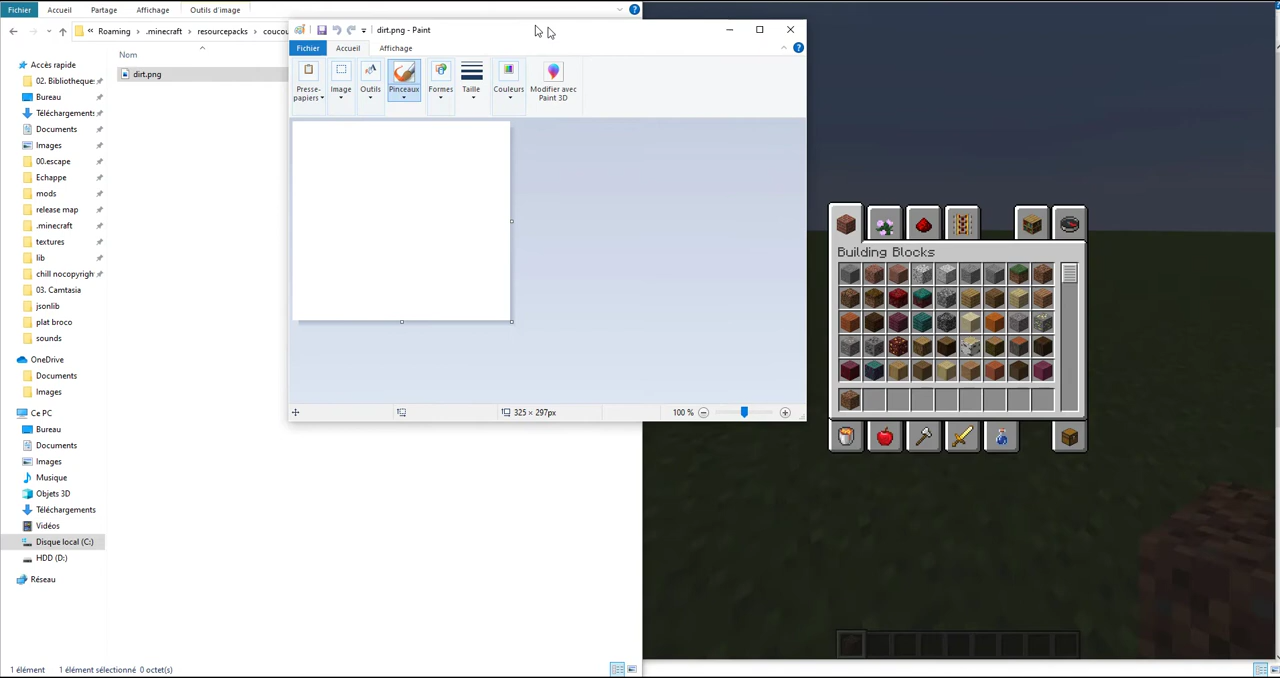 Fichier Accueil Partage Affichage Outils d'image
« Roaming › .minecraft › resourcepacks › coucou
Nom
dirt.png
Accès rapide
02. Bibliotheque
Bureau
Téléchargements
Documents
Images
00.escape
Echappe
mods
release map
.minecraft
textures
lib
chill nocopyrigh
03. Camtasia
jsonlib
plat broco
sounds
OneDrive
Documents
Images
Ce PC
Bureau
Documents
Images
Musique
Objets 3D
Téléchargements
Vidéos
Disque local (C:)
HDD (D:)
Réseau
1 élément 1 élément sélectionné 0 octet(s)
dirt.png - Paint
Fichier Accueil Affichage
Presse-papiers Image Outils Pinceaux Formes Taille Couleurs Modifier avec
Paint 3D
325 × 297px 100 %
Building Blocks